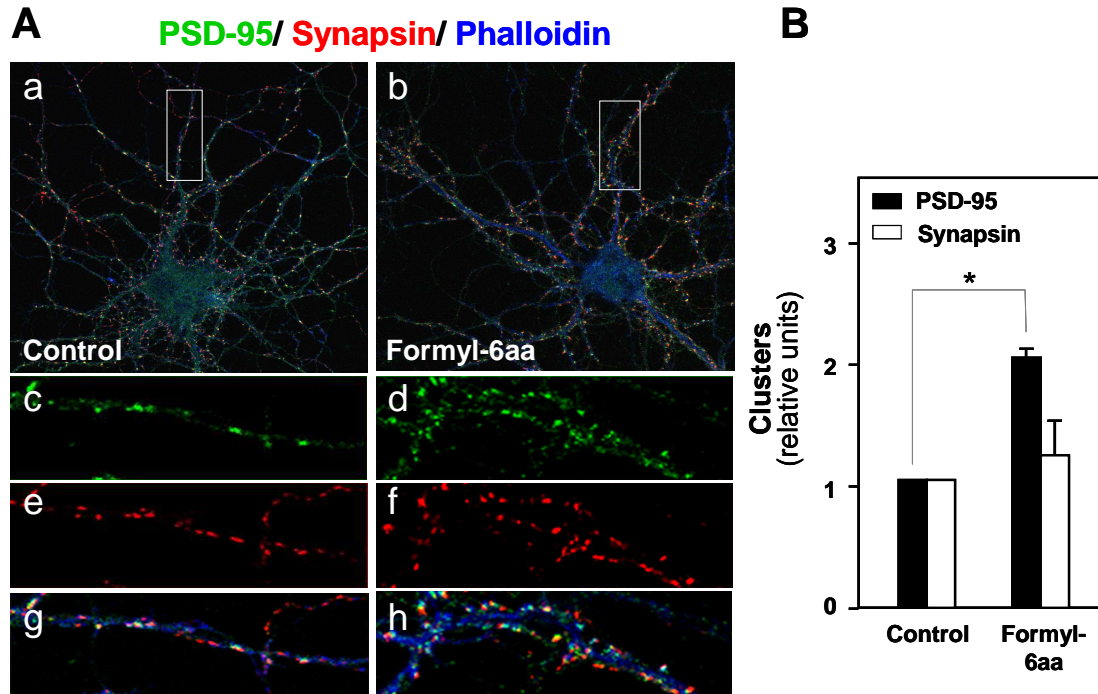 A
PSD-95/ Synapsin/ Phalloidin
a
b
Control
Formyl-6aa
c
d
e
f
g
h
B
PSD-95
Synapsin
*
Clusters
(relative units)
3
2
1
0
Control
Formyl-
6aa